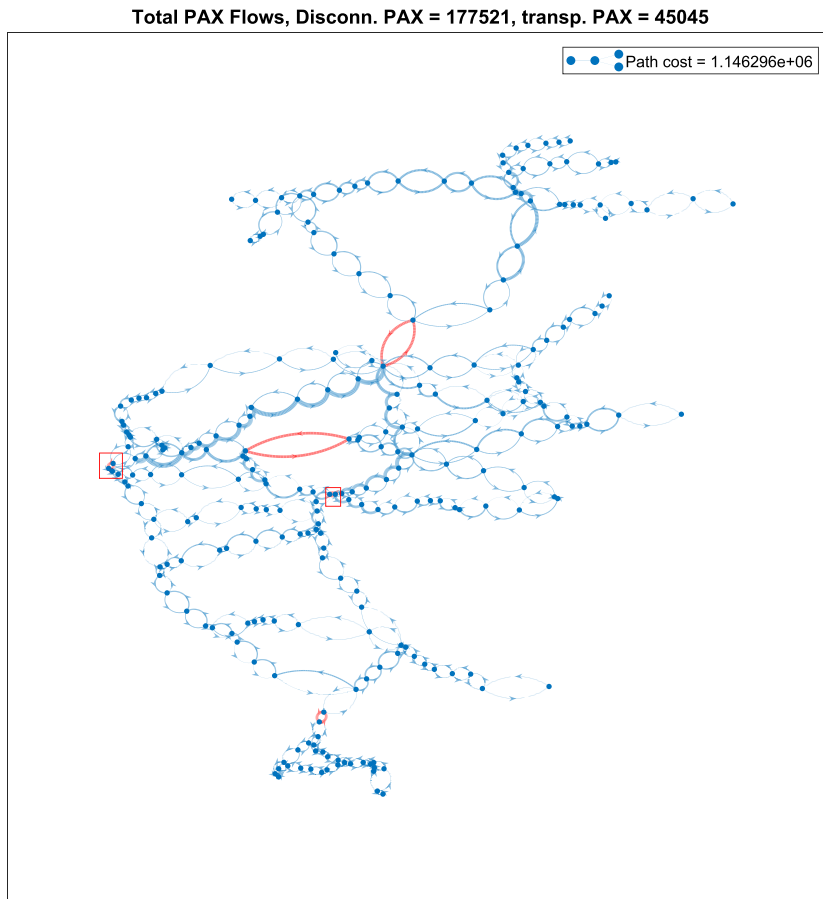 Total PAX Flows, Disconn. PAX = 177521, transp. PAX = 45045
Path cost = 1.146296e+06